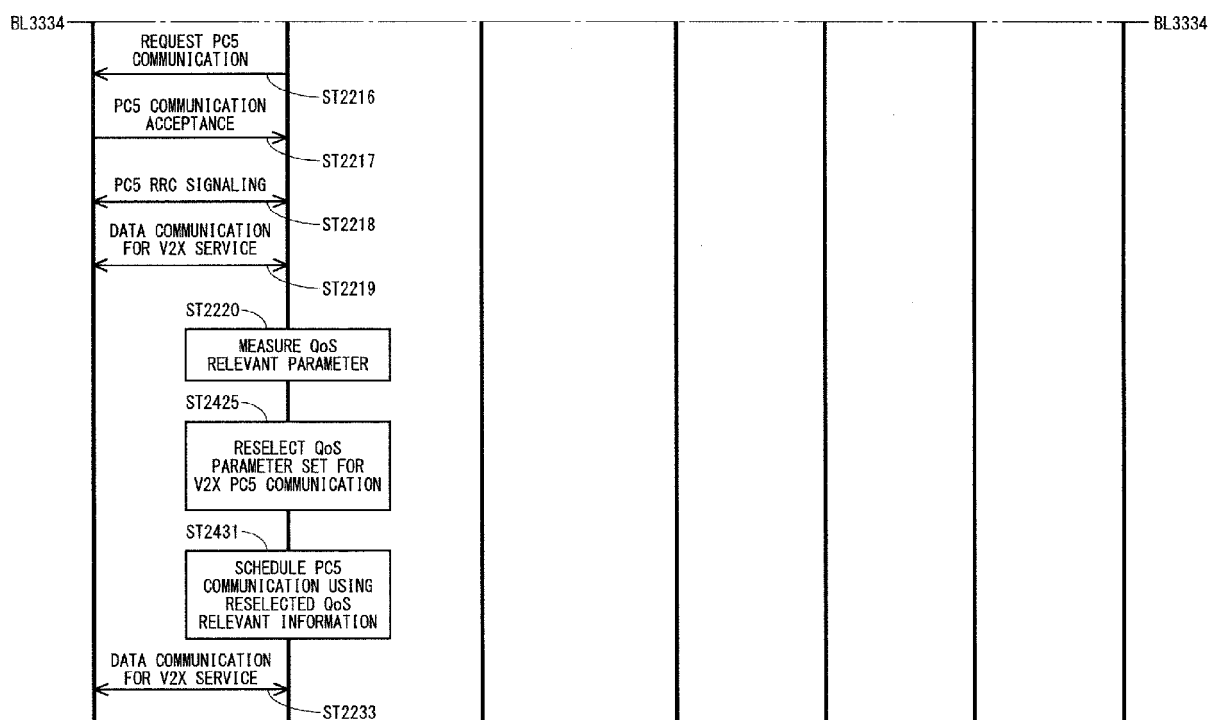 BL3334
BL3334
REQUEST PC5
COMMUNICATION
ST2216
PC5 COMMUNICATION
ACCEPTANCE
ST2217
PC5 RRC SIGNALING
ST2218
DATA COMMUNICATION
FOR V2X SERVICE
ST2219
ST2220
MEASURE QoS
RELEVANT PARAMETER
ST2425
RESELECT QoS
PARAMETER SET FOR
V2X PC5 COMMUNICATION
ST2431
SCHEDULE PC5
COMMUNICATION USING
RESELECTED QoS
RELEVANT INFORMATION
DATA COMMUNICATION
FOR V2X SERVICE
ST2233